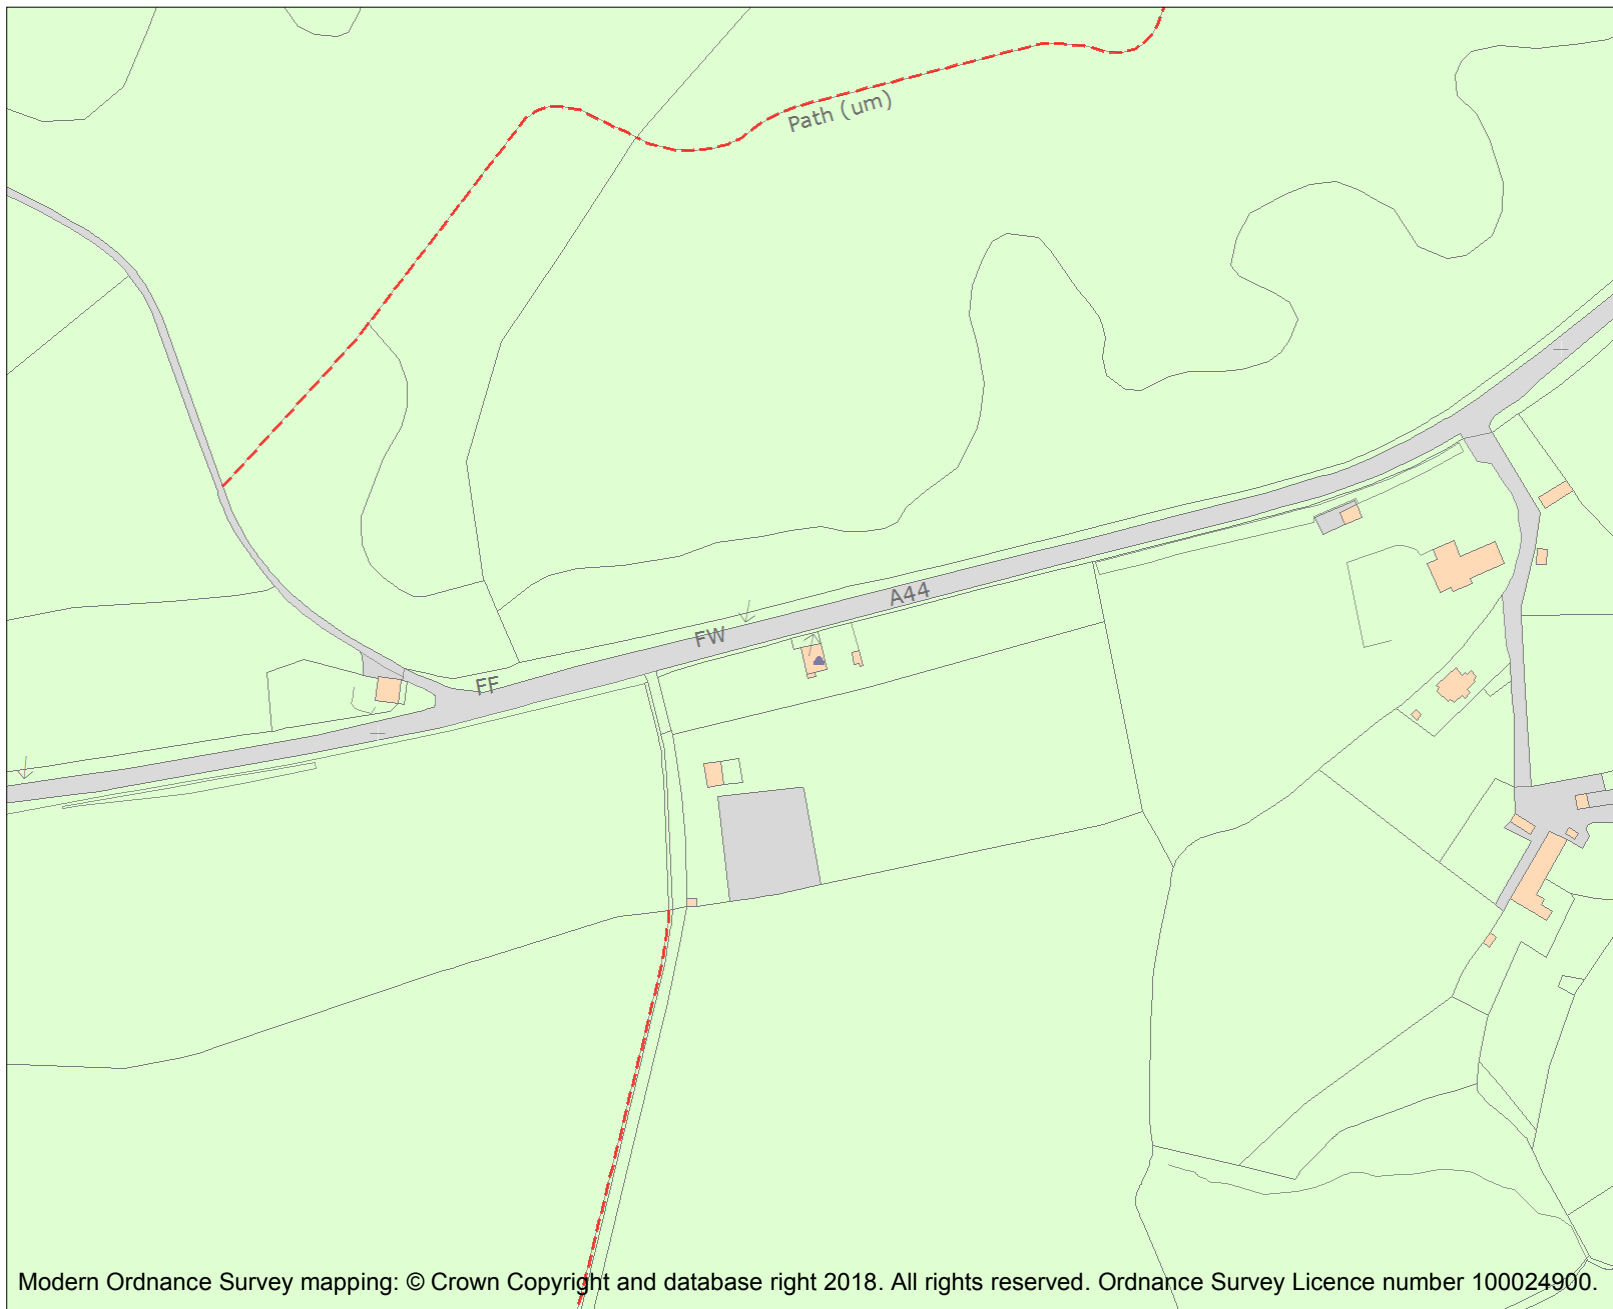 Path (um)
A44
FW
FF
Modern Ordnance Survey mapping: © Crown Copyright and database right 2018. All rights reserved. Ordnance Survey Licence number 100024900.